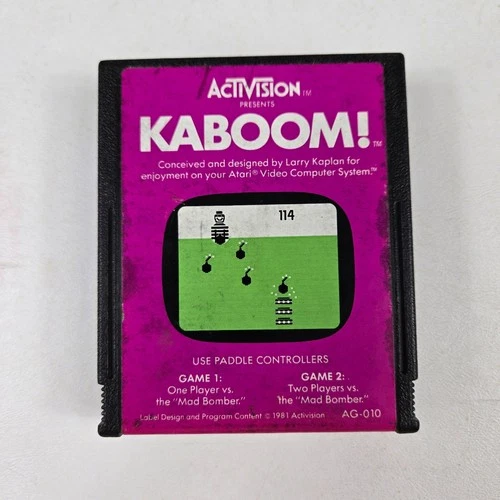 ACTIVISION TM
PRESENTS
KABOOM! TM
Conceived and designed by Larry Kaplan for
enjoyment on your Atari® Video Computer System.™
114
USE PADDLE CONTROLLERS
GAME 1: GAME 2:
One Player vs. Two Players vs.
the "Mad Bomber." the "Mad Bomber."
Label Design and Program Content © 1981 Activision AG-010